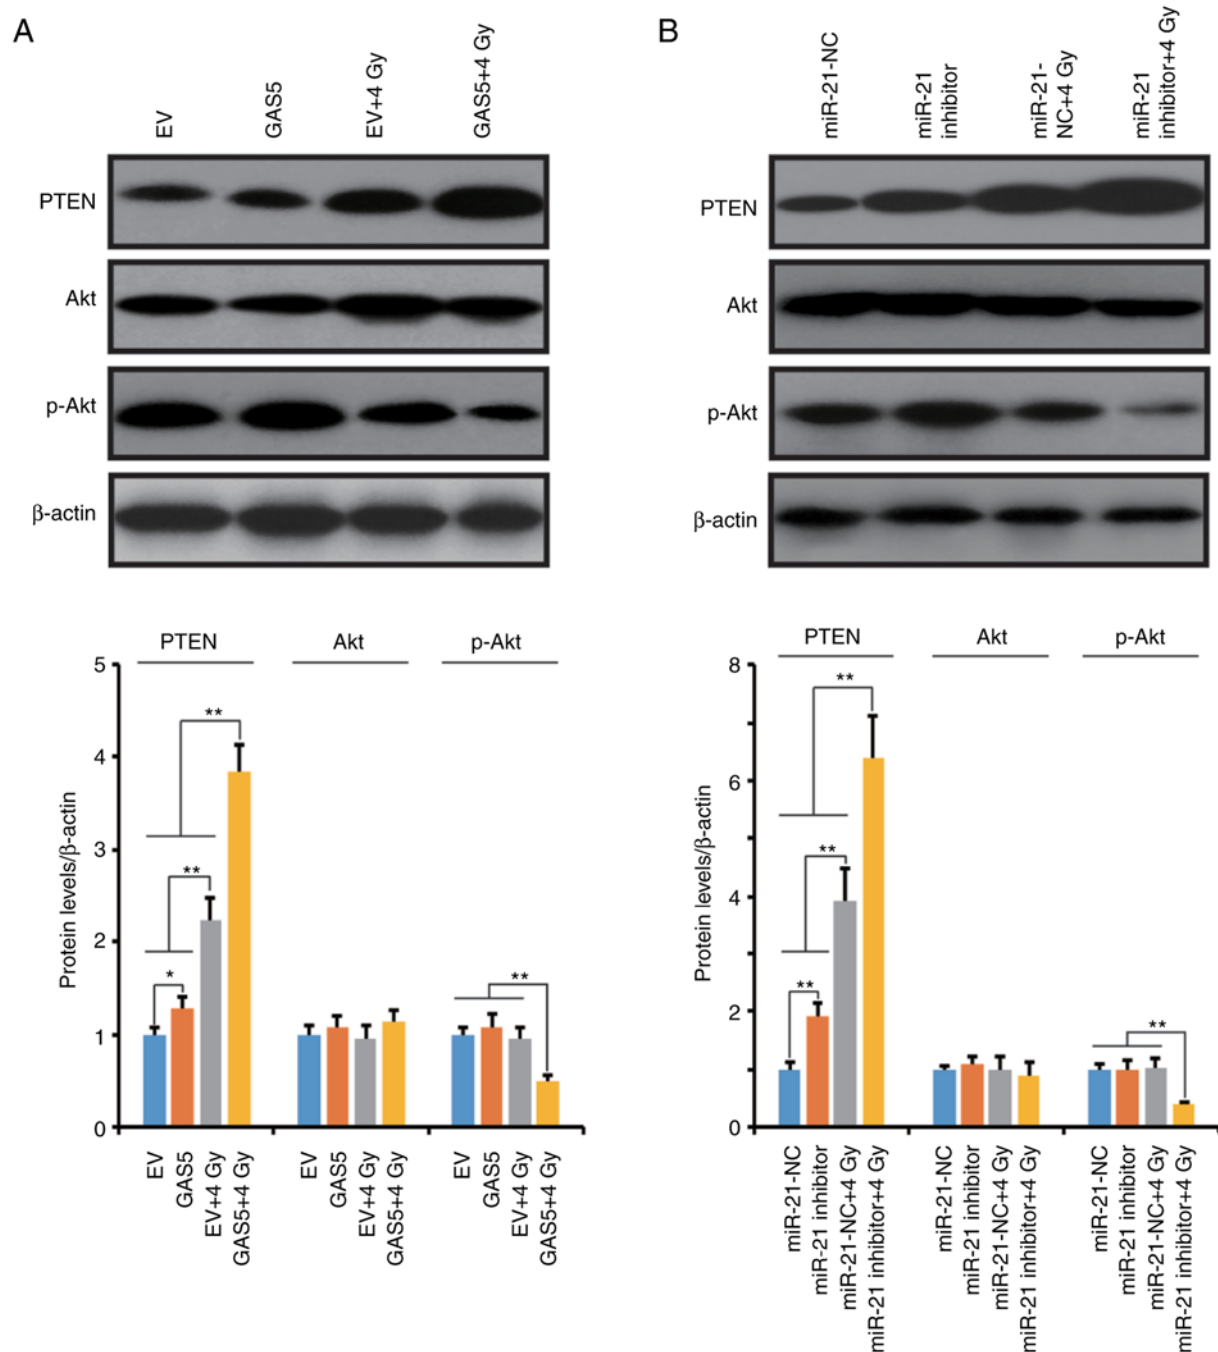 A
EV
GAS5
EV+4 Gy
GAS5+4 Gy
PTEN
Akt
p-Akt
β-actin
PTEN
Akt
p-Akt
Protein levels/β-actin
5
4
3
2
1
0
**
**
*
**
EV
GAS5
EV+4 Gy
GAS5+4 Gy
EV
GAS5
EV+4 Gy
GAS5+4 Gy
EV
GAS5
EV+4 Gy
GAS5+4 Gy
B
miR-21-NC
miR-21
inhibitor
miR-21-
NC+4 Gy
miR-21
inhibitor+4 Gy
PTEN
Akt
p-Akt
β-actin
PTEN
Akt
p-Akt
Protein levels/β-actin
8
6
4
2
0
**
**
**
**
miR-21-NC
miR-21 inhibitor
miR-21-NC+4 Gy
miR-21 inhibitor+4 Gy
miR-21-NC
miR-21 inhibitor
miR-21-NC+4 Gy
miR-21 inhibitor+4 Gy
miR-21-NC
miR-21 inhibitor
miR-21-NC+4 Gy
miR-21 inhibitor+4 Gy